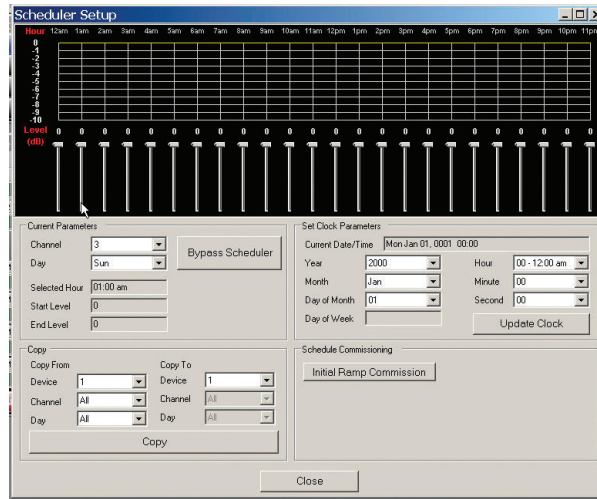 Scheduler Setup
Hour 12am 1am 2am 3am 4am 5am 6am 7am 8am 9am 10am 11am 12pm 1pm 2pm 3pm 4pm 5pm 6pm 7pm 8pm 9pm 10pm 11pm
0
-1
-2
-3
-4
-5
-6
-7
-8
-9
-10
Level 0 0 0 0 0 0 0 0 0 0 0 0 0 0 0 0 0 0 0 0 0 0 0 0
(dB)
Current Parameters
Channel 3
Day Sun
Bypass Scheduler
Selected Hour 01:00 am
Start Level 0
End Level 0
Set Clock Parameters
Current Date/Time Mon Jan 01, 0001 00:00
Year 2000 Hour 00 - 12:00 am
Month Jan Minute 00
Day of Month 01 Second 00
Day of Week
Update Clock
Copy
Copy From Copy To
Device 1 Device 1
Channel All Channel All
Day All Day All
Copy
Schedule Commissioning
Initial Ramp Commission
Close